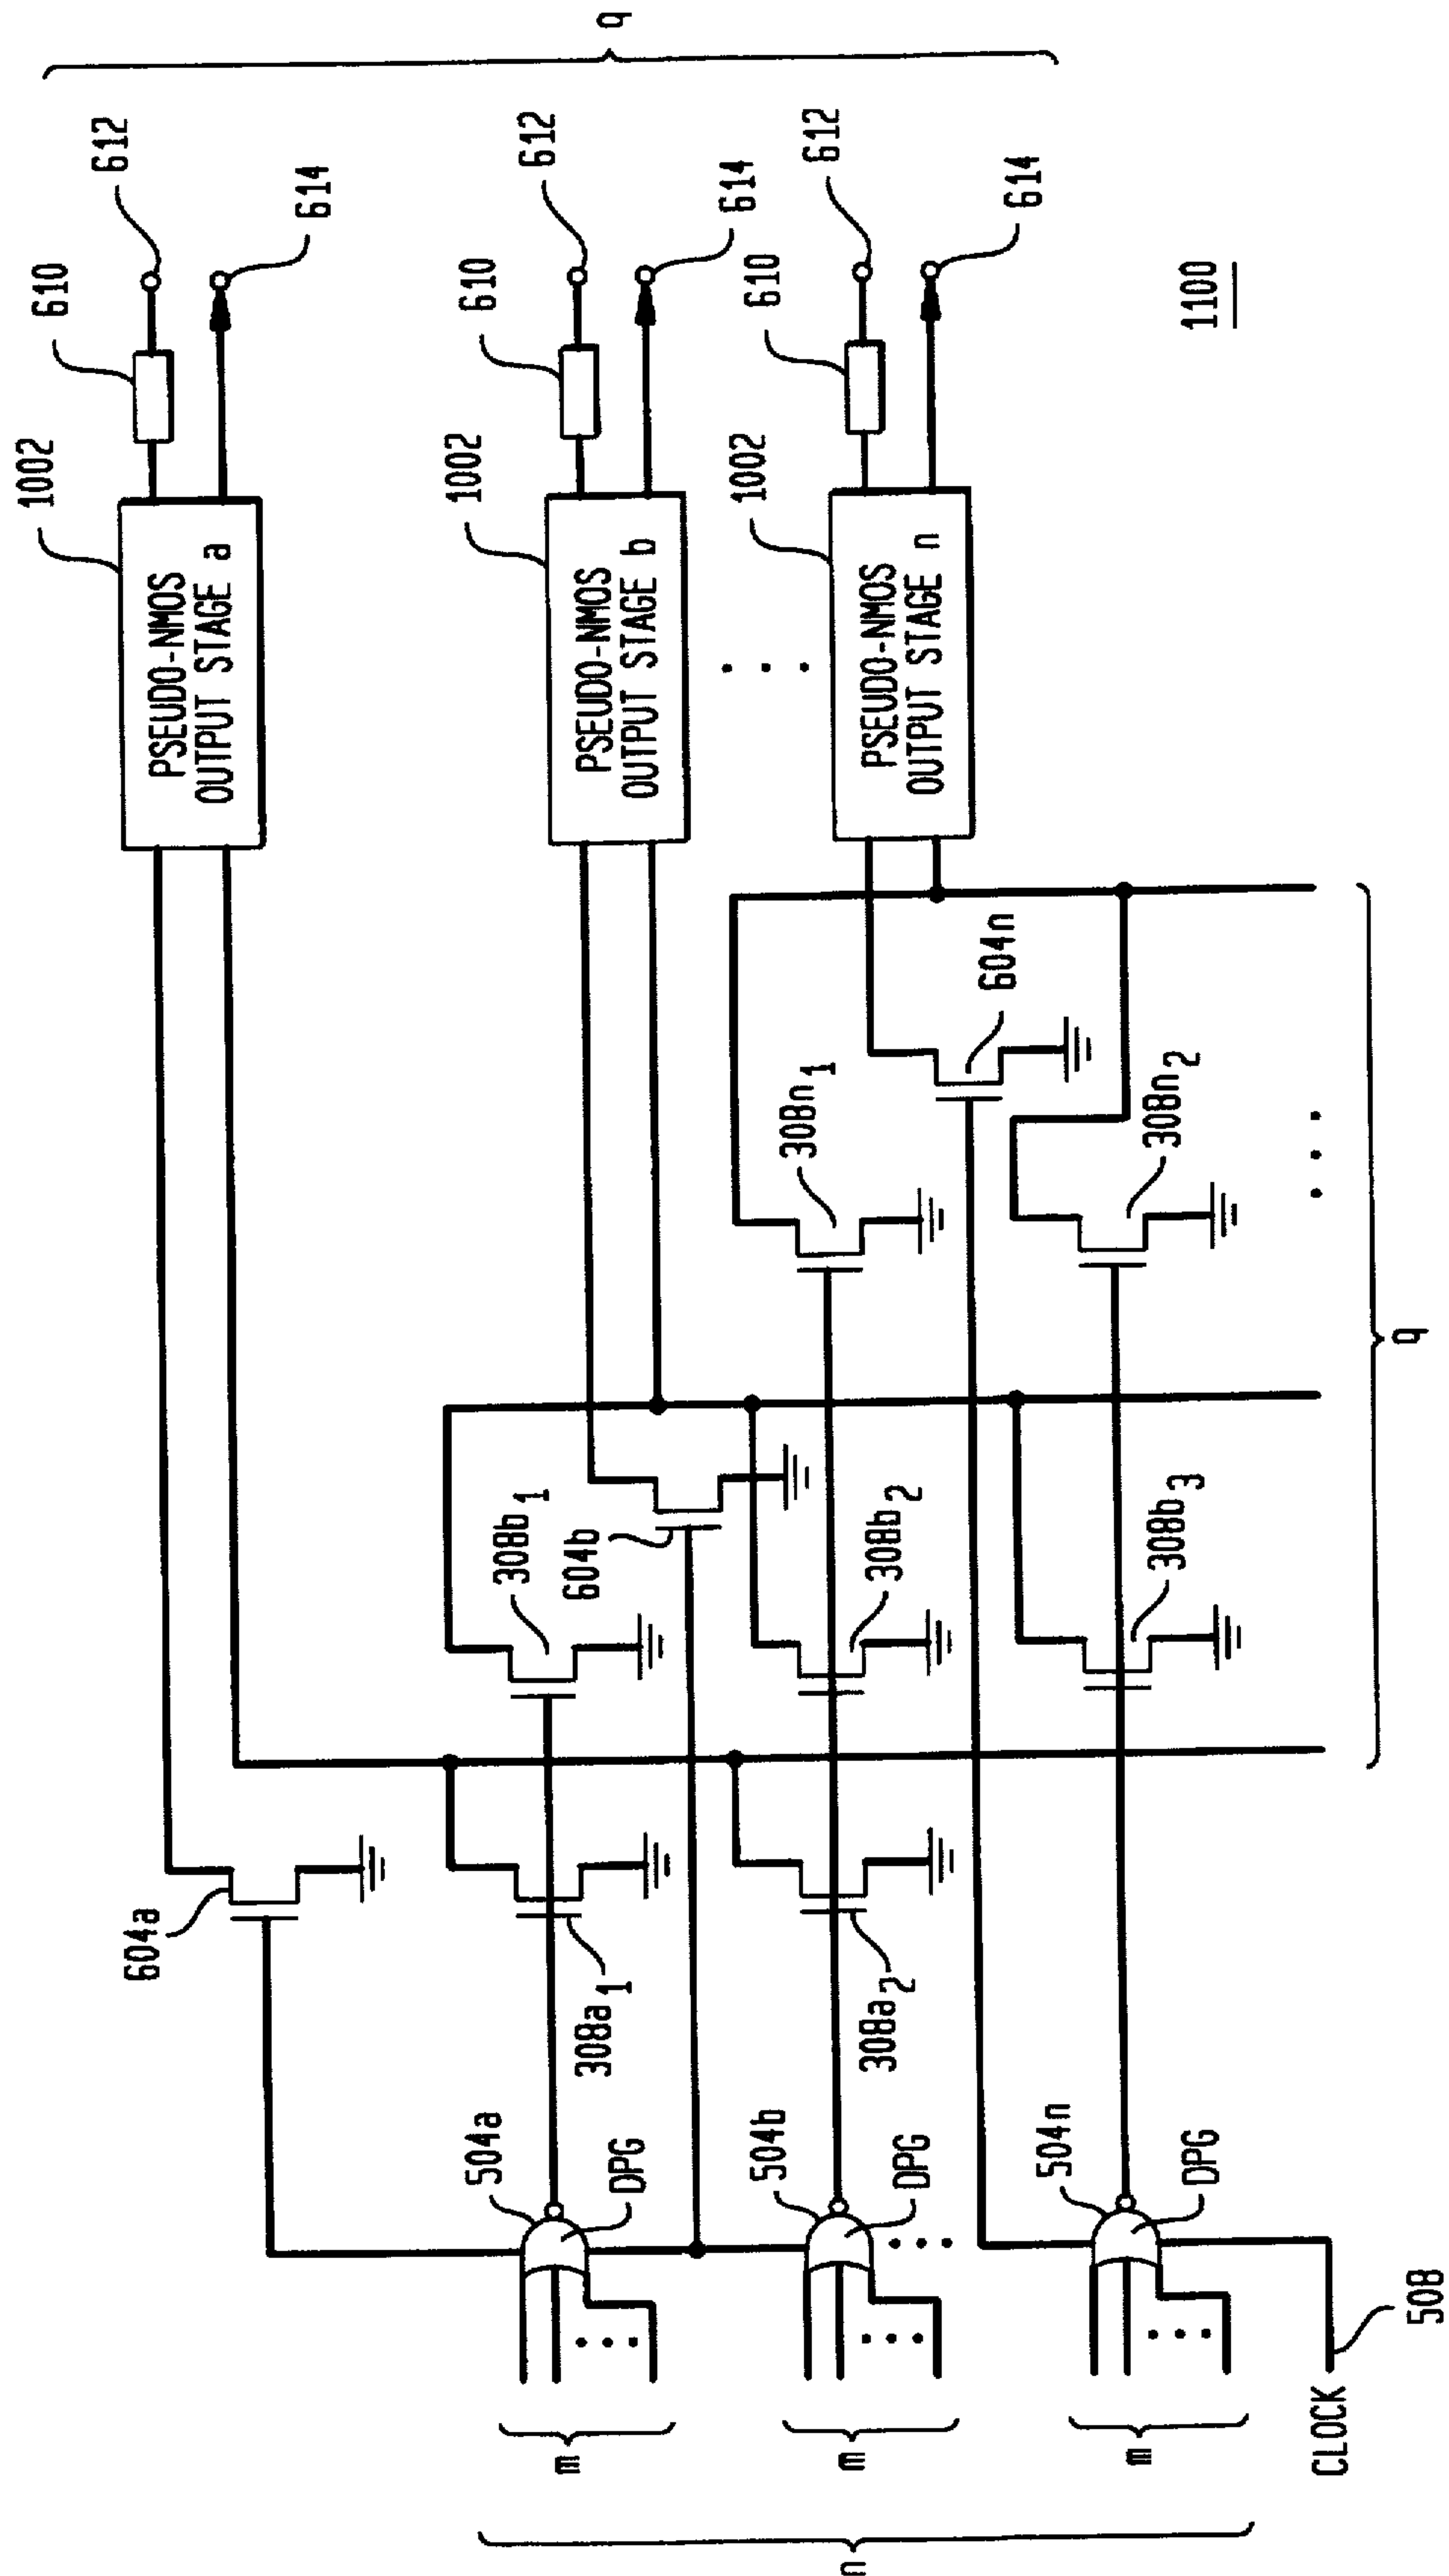 q
612
614
610
1002
PSEUDO-NMOS
OUTPUT STAGE a
612
614
610
1002
PSEUDO-NMOS
OUTPUT STAGE b
612
614
610
1002
PSEUDO-NMOS
OUTPUT STAGE n
1100
604a
308a1
308b1
604b
308a2
308b2
308n1
604n
308b3
308n2
q
504a
DPG
504b
DPG
504n
DPG
m
m
m
n
CLOCK
508